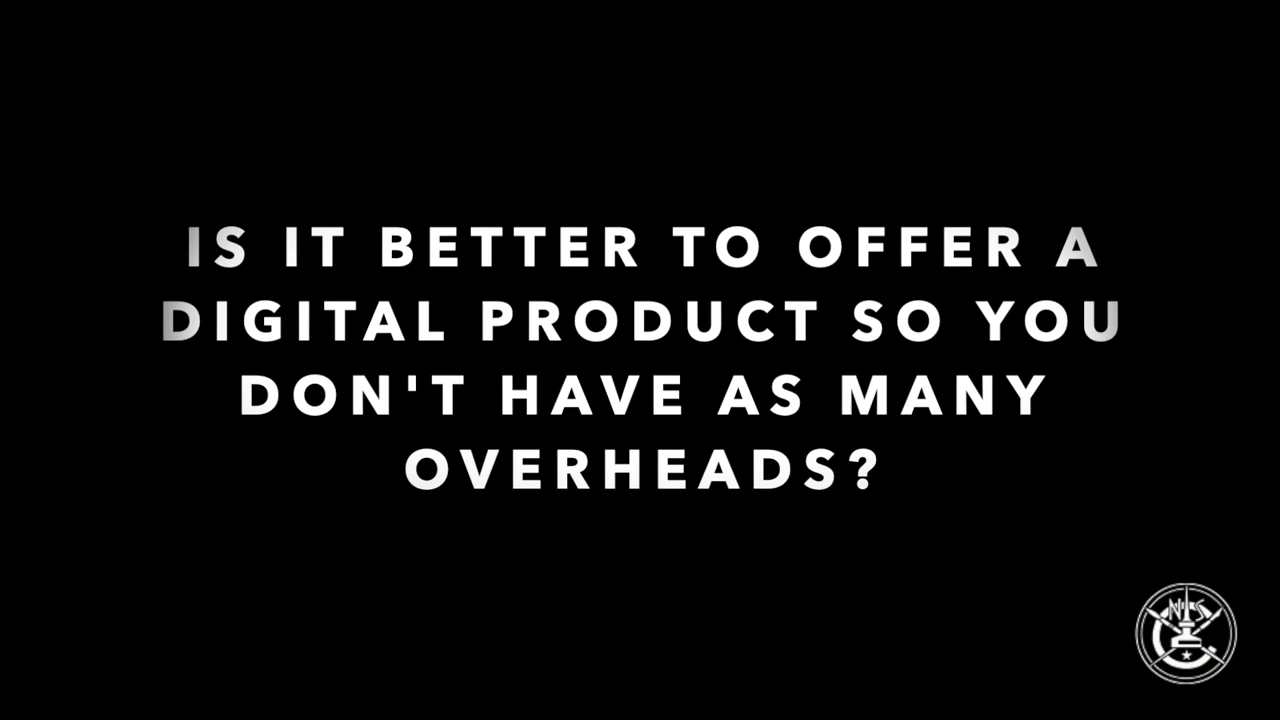 IS IT BETTER TO OFFER A
DIGITAL PRODUCT SO YOU
DON'T HAVE AS MANY
OVERHEADS?